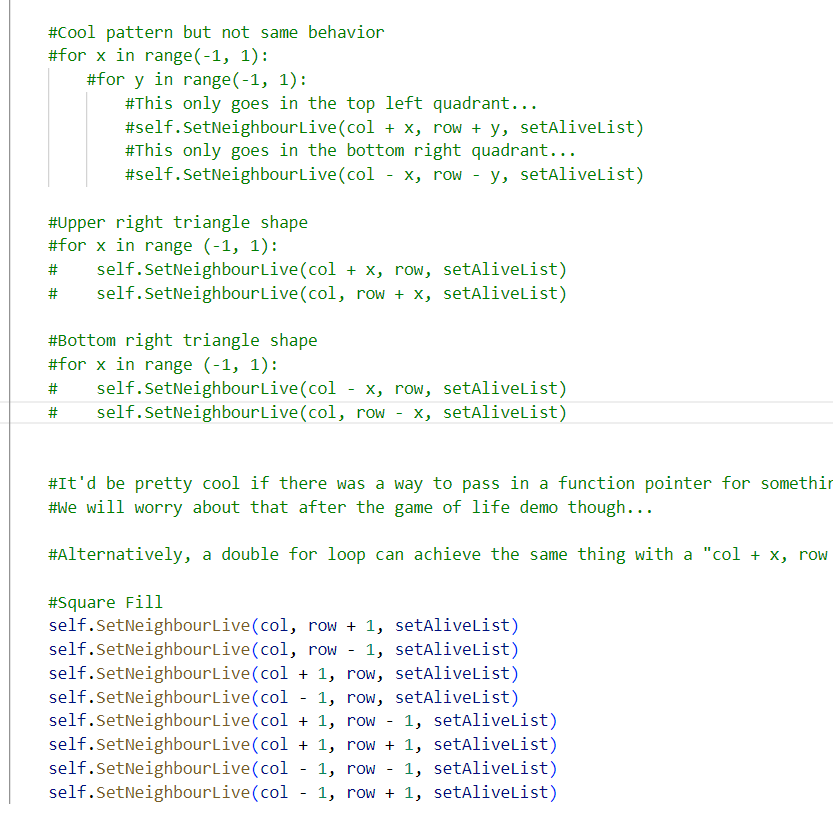 #Cool pattern but not same behavior
#for x in range(-1, 1):
#for y in range(-1, 1):
#This only goes in the top left quadrant...
#self.SetNeighbourLive(col + x, row + y, setAliveList)
#This only goes in the bottom right quadrant...
#self.SetNeighbourLive(col - x, row - y, setAliveList)
#Upper right triangle shape
#for x in range (-1, 1):
#    self.SetNeighbourLive(col + x, row, setAliveList)
#    self.SetNeighbourLive(col, row + x, setAliveList)
#Bottom right triangle shape
#for x in range (-1, 1):
#    self.SetNeighbourLive(col - x, row, setAliveList)
#    self.SetNeighbourLive(col, row - x, setAliveList)
#It'd be pretty cool if there was a way to pass in a function pointer for
#We will worry about that after the game of life demo though...
#Alternatively, a double for loop can achieve the same thing with a "col + x, row
#Square Fill
self.SetNeighbourLive(col, row + 1, setAliveList)
self.SetNeighbourLive(col, row - 1, setAliveList)
self.SetNeighbourLive(col + 1, row, setAliveList)
self.SetNeighbourLive(col - 1, row, setAliveList)
self.SetNeighbourLive(col + 1, row - 1, setAliveList)
self.SetNeighbourLive(col + 1, row + 1, setAliveList)
self.SetNeighbourLive(col - 1, row - 1, setAliveList)
self.SetNeighbourLive(col - 1, row + 1, setAliveList)